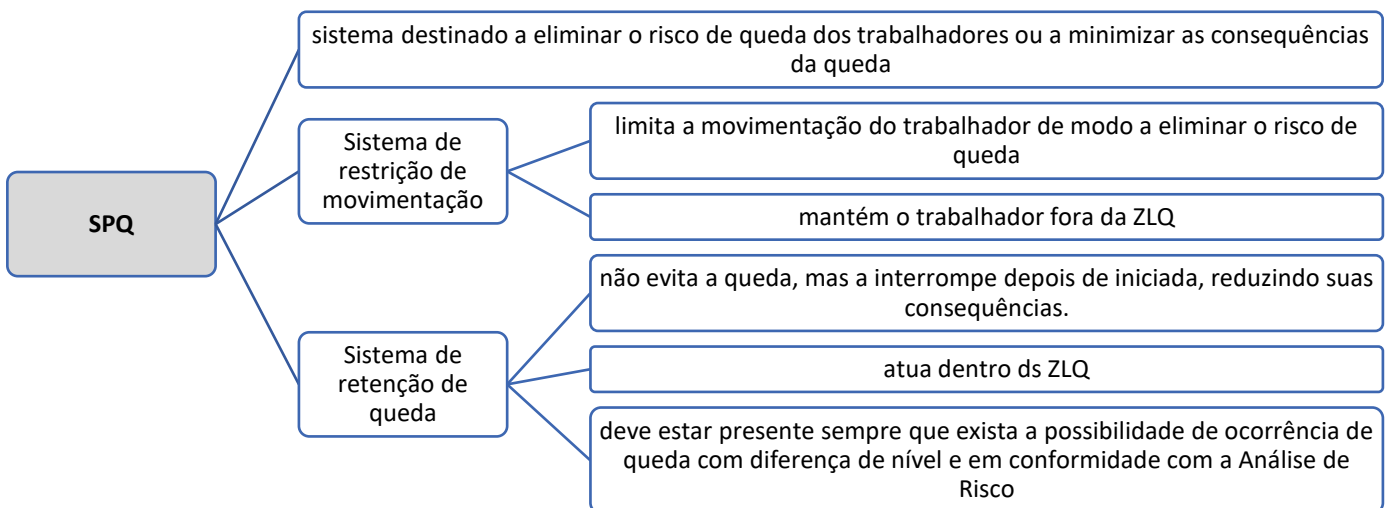 sistema destinado a eliminar o risco de queda dos trabalhadores ou a minimizar as consequências
da queda
Sistema de
restrição de
movimentação
limita a movimentação do trabalhador de modo a eliminar o risco de
queda
mantém o trabalhador fora da ZLQ
SPQ
não evita a queda, mas a interrompe depois de iniciada, reduzindo suas
consequências.
Sistema de
retenção de
queda
atua dentro ds ZLQ
deve estar presente sempre que exista a possibilidade de ocorrência de
queda com diferença de nível e em conformidade com a Análise de
Risco